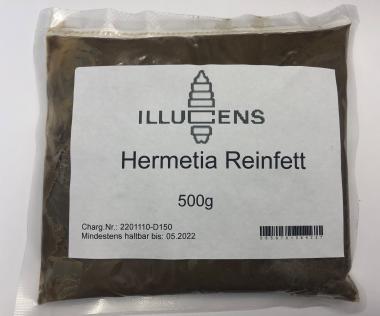 ILLUCENS
Hermetia Reinfett
500g
Charg.Nr.: 2201110-D150
Mindestens haltbar bis: 05.2022